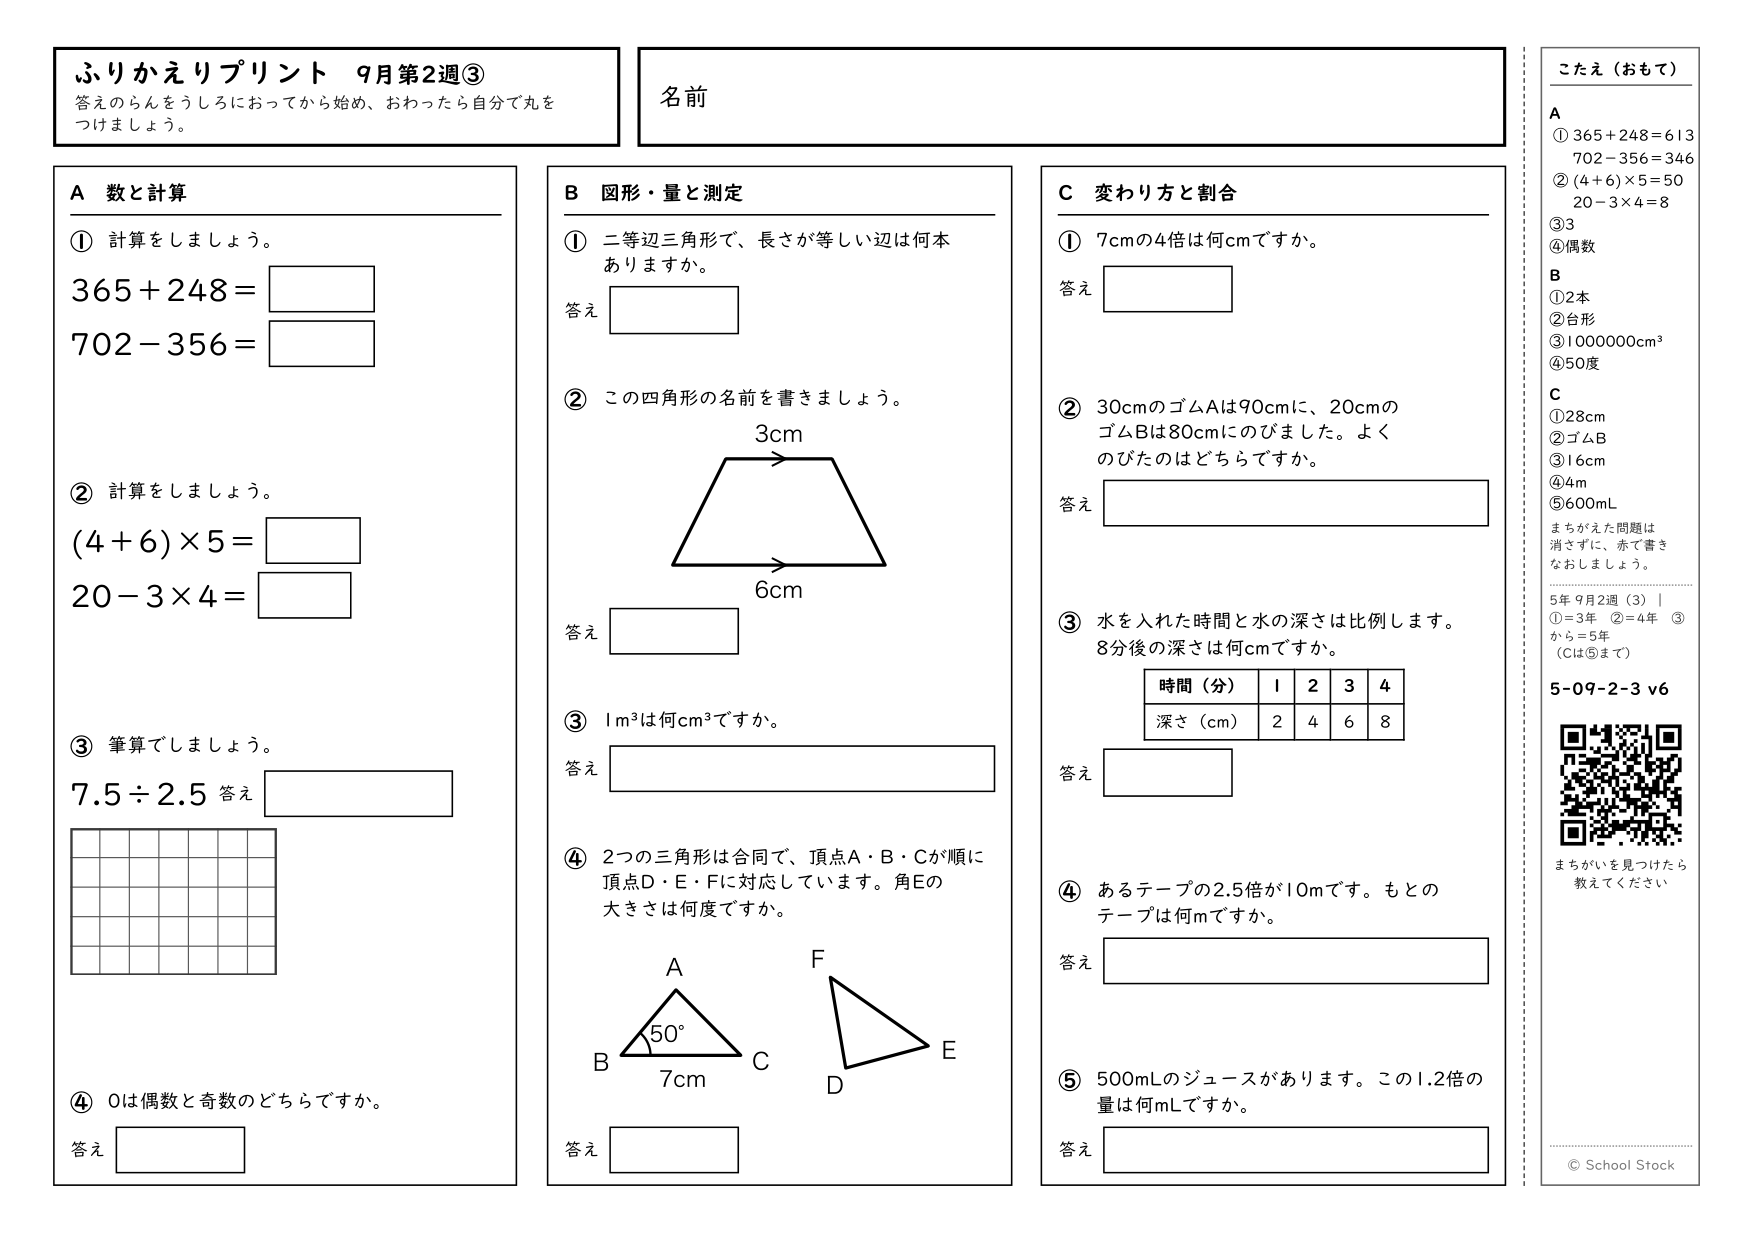 ふりかえりプリント　9月第2週③
答えのらんをうしろにおってから始め、おわったら自分で丸を
つけましょう。
名前
A　数と計算
① 計算をしましょう。
365＋248＝
702－356＝
② 計算をしましょう。
(4＋6)×5＝
20－3×4＝
③ 筆算でしましょう。
7.5÷2.5 答え
④ 0は偶数と奇数のどちらですか。
答え
B　図形・量と測定
① 二等辺三角形で、長さが等しい辺は何本
ありますか。
答え
② この四角形の名前を書きましょう。
3cm
6cm
答え
③ 1m³は何cm³ですか。
答え
④ 2つの三角形は合同で、頂点A・B・Cが順に
頂点D・E・Fに対応しています。角Eの
大きさは何度ですか。
A
50°
B
C
7cm
F
E
D
答え
C　変わり方と割合
① 7cmの4倍は何cmですか。
答え
② 30cmのゴムAは90cmに、20cmの
ゴムBは80cmにのびました。よく
のびたのはどちらですか。
答え
③ 水を入れた時間と水の深さは比例します。
8分後の深さは何cmですか。
時間（分） 1 2 3 4
深さ（cm） 2 4 6 8
答え
④ あるテープの2.5倍が10mです。もとの
テープは何mですか。
答え
⑤ 500mLのジュースがあります。この1.2倍の
量は何mLですか。
答え
こたえ（おもて）
A
① 365＋248＝613
702－356＝346
② (4＋6)×5＝50
20－3×4＝8
③3
④偶数
B
①2本
②台形
③1000000cm³
④50度
C
①28cm
②ゴムB
③16cm
④4m
⑤600mL
まちがえた問題は
消さずに、赤で書き
なおしましょう。
5年 9月2週（3）｜
①＝3年　②＝4年　③
から＝5年
（Cは⑤まで）
5-09-2-3 v6
まちがいを見つけたら
教えてください
© School Stock